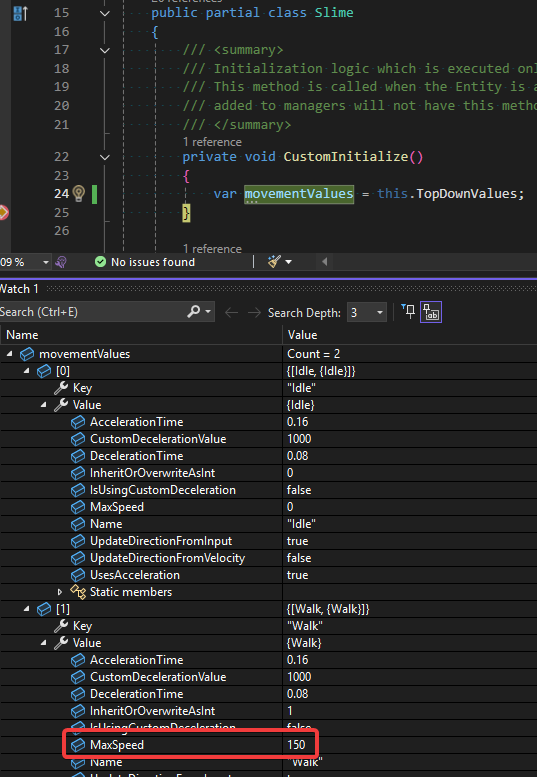 20 references
15 public partial class Slime
16 {
17 /// <summary>
18 /// Initialization logic which is executed onl
19 /// This method is called when the Entity is a
20 /// added to managers will not have this metho
21 /// </summary>
1 reference
22 private void CustomInitialize()
23 {
24 var movementValues = this.TopDownValues;
25 }
26
1 reference
09 % No issues found
Watch 1
Search (Ctrl+E) Search Depth: 3
Name Value
movementValues Count = 2
[0] {[Idle, {Idle}]}
Key "Idle"
Value {Idle}
AccelerationTime 0.16
CustomDecelerationValue 1000
DecelerationTime 0.08
InheritOrOverwriteAsInt 0
IsUsingCustomDeceleration false
MaxSpeed 0
Name "Idle"
UpdateDirectionFromInput true
UpdateDirectionFromVelocity false
UsesAcceleration true
Static members
[1] {[Walk, {Walk}]}
Key "Walk"
Value {Walk}
AccelerationTime 0.16
CustomDecelerationValue 1000
DecelerationTime 0.08
InheritOrOverwriteAsInt 1
IsUsingCustomDeceleration false
MaxSpeed 150
Name "Walk"